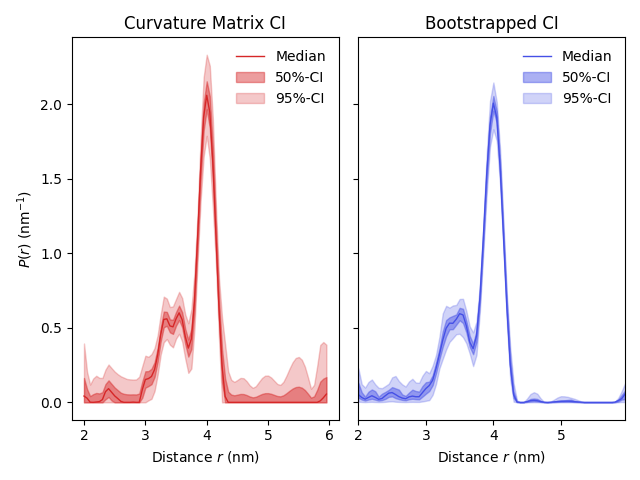 Curvature Matrix CI
Bootstrapped CI
Median
50%-CI
95%-CI
Median
50%-CI
95%-CI
P(r) (nm⁻¹)
2.0
1.5
1.0
0.5
0.0
2 3 4 5 6
2 3 4 5
Distance r (nm)
Distance r (nm)